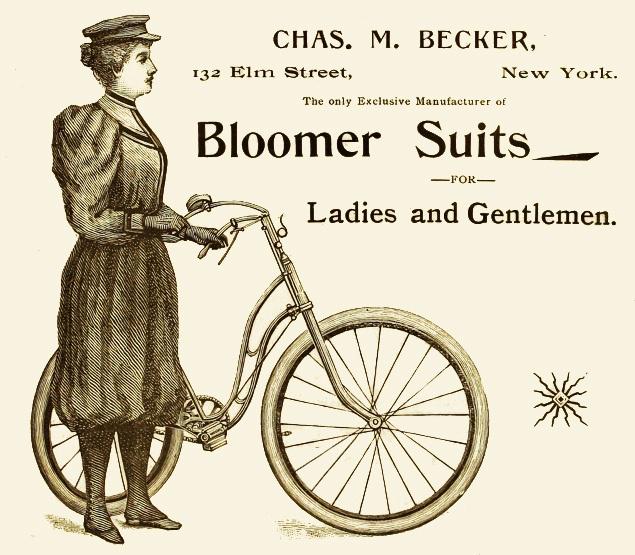 CHAS. M. BECKER,
132 Elm Street, New York.
The only Exclusive Manufacturer of
Bloomer Suits
—FOR—
Ladies and Gentlemen.